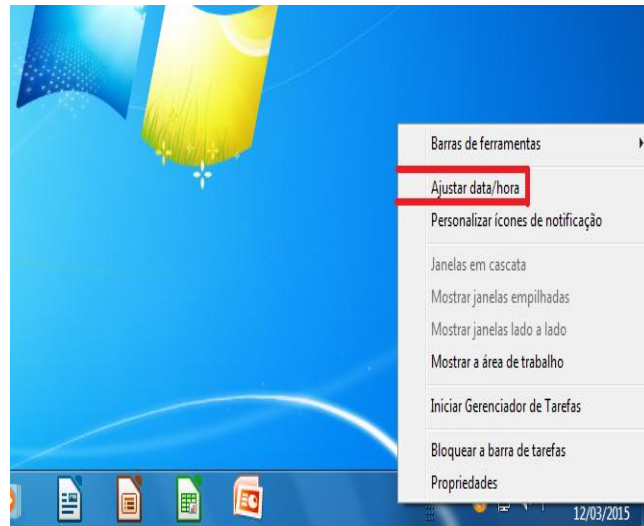 Barras de ferramentas
Ajustar data/hora
Personalizar ícones de notificação
Janelas em cascata
Mostrar janelas empilhadas
Mostrar janelas lado a lado
Mostrar a área de trabalho
Iniciar Gerenciador de Tarefas
Bloquear a barra de tarefas
Propriedades
12/03/2015